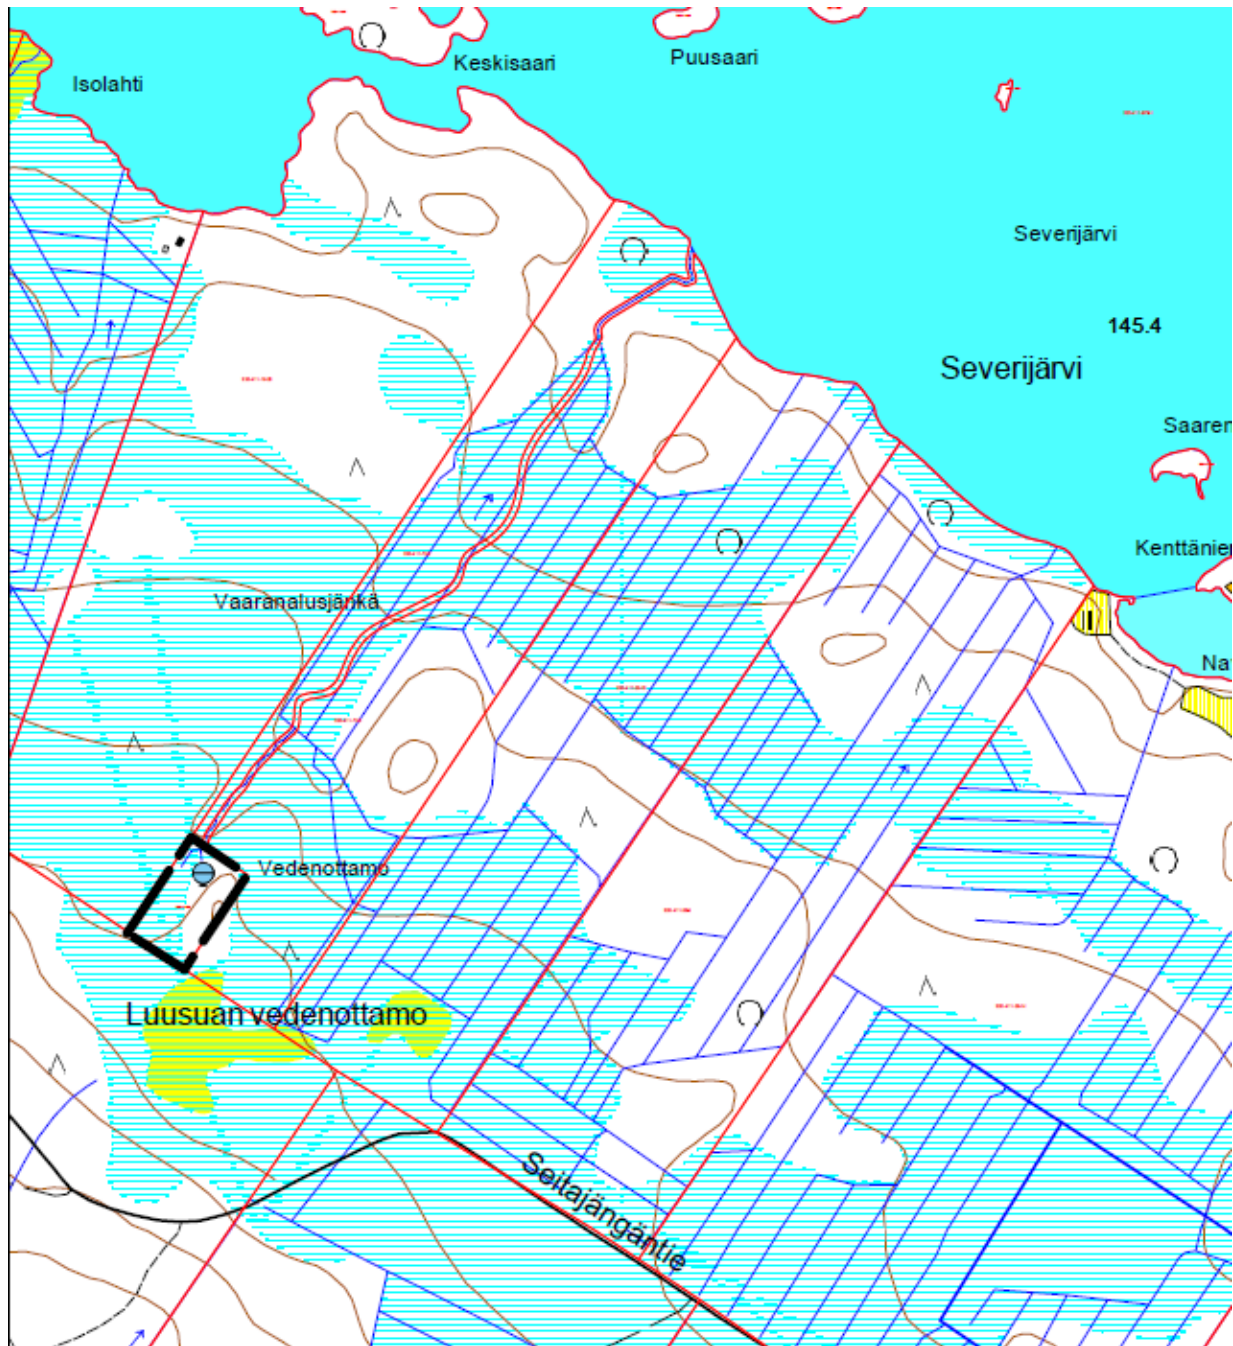 Keskisaari
Puusaari
Isolahti
Severijärvi
145.4
Severijärvi
Saaren
Kenttänie
Vaaranalusjänkä
Na
Vedenottamo
Luusuan vedenottamo
Seitajängäntie